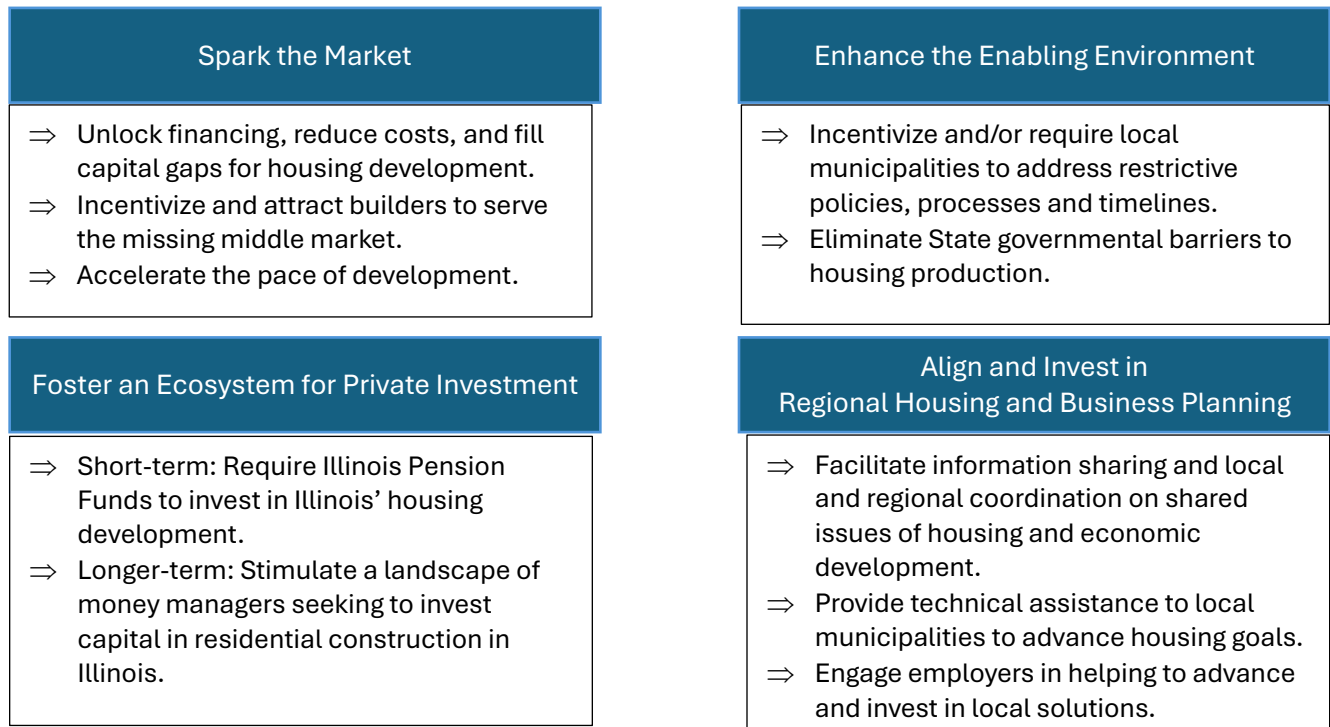 Spark the Market
⇒ Unlock financing, reduce costs, and fill
capital gaps for housing development.
⇒ Incentivize and attract builders to serve
the missing middle market.
⇒ Accelerate the pace of development.
Enhance the Enabling Environment
⇒ Incentivize and/or require local
municipalities to address restrictive
policies, processes and timelines.
⇒ Eliminate State governmental barriers to
housing production.
Foster an Ecosystem for Private Investment
⇒ Short-term: Require Illinois Pension
Funds to invest in Illinois’ housing
development.
⇒ Longer-term: Stimulate a landscape of
money managers seeking to invest
capital in residential construction in
Illinois.
Align and Invest in
Regional Housing and Business Planning
⇒ Facilitate information sharing and local
and regional coordination on shared
issues of housing and economic
development.
⇒ Provide technical assistance to local
municipalities to advance housing goals.
⇒ Engage employers in helping to advance
and invest in local solutions.